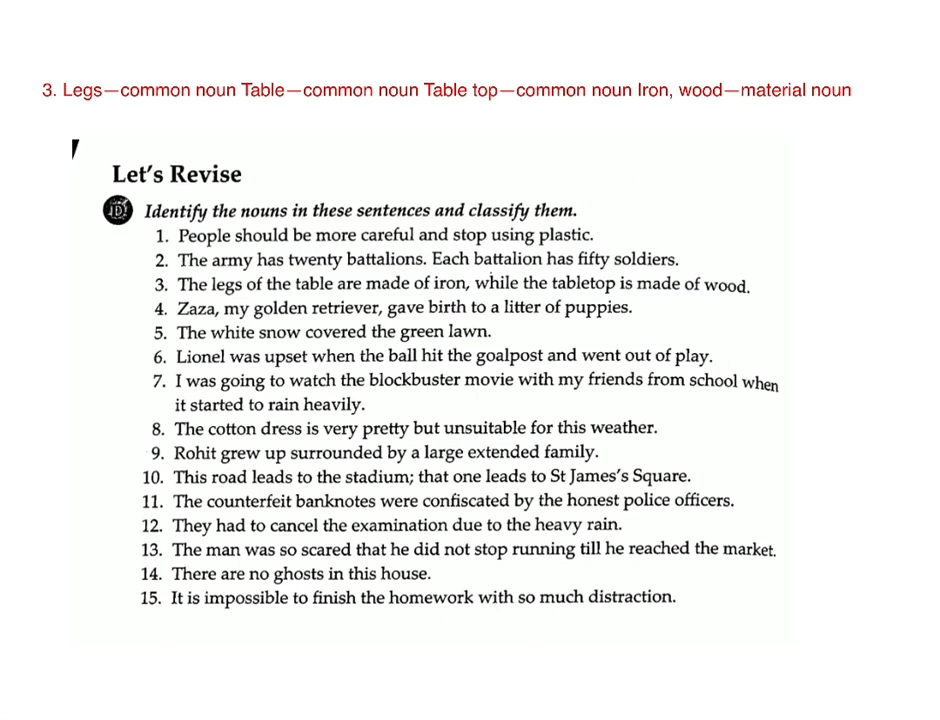 3. Legs—common noun Table—common noun Table top—common noun Iron, wood—material noun
Let's Revise
D!
Identify the nouns in these sentences and classify them.
1. People should be more careful and stop using plastic.
2. The army has twenty battalions. Each battalion has fifty soldiers.
3. The legs of the table are made of iron, while the tabletop is made of wood.
4. Zaza, my golden retriever, gave birth to a litter of puppies.
5. The white snow covered the green lawn.
6. Lionel was upset when the ball hit the goalpost and went out of play.
7. I was going to watch the blockbuster movie with my friends from school when
it started to rain heavily.
8. The cotton dress is very pretty but unsuitable for this weather.
9. Rohit grew up surrounded by a large extended family.
10. This road leads to the stadium; that one leads to St James's Square.
11. The counterfeit banknotes were confiscated by the honest police officers.
12. They had to cancel the examination due to the heavy rain.
13. The man was so scared that he did not stop running till he reached the market.
14. There are no ghosts in this house.
15. It is impossible to finish the homework with so much distraction.